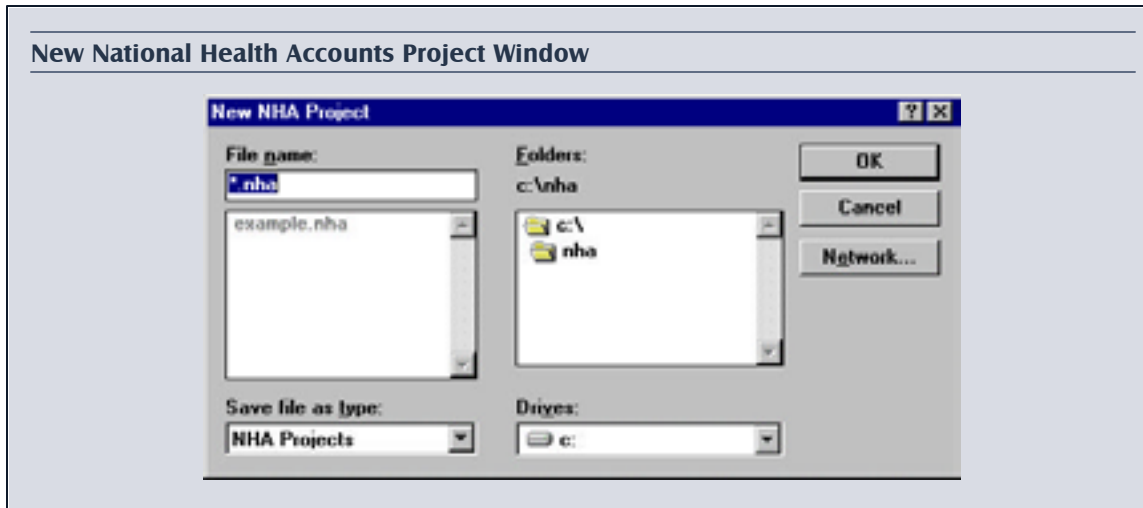 New National Health Accounts Project Window
New NHA Project
File name:
*.nha
example.nha
Save file as type:
NHA Projects
Folders:
c:\nha
c:\
nha
Drives:
c:
OK
Cancel
Network...